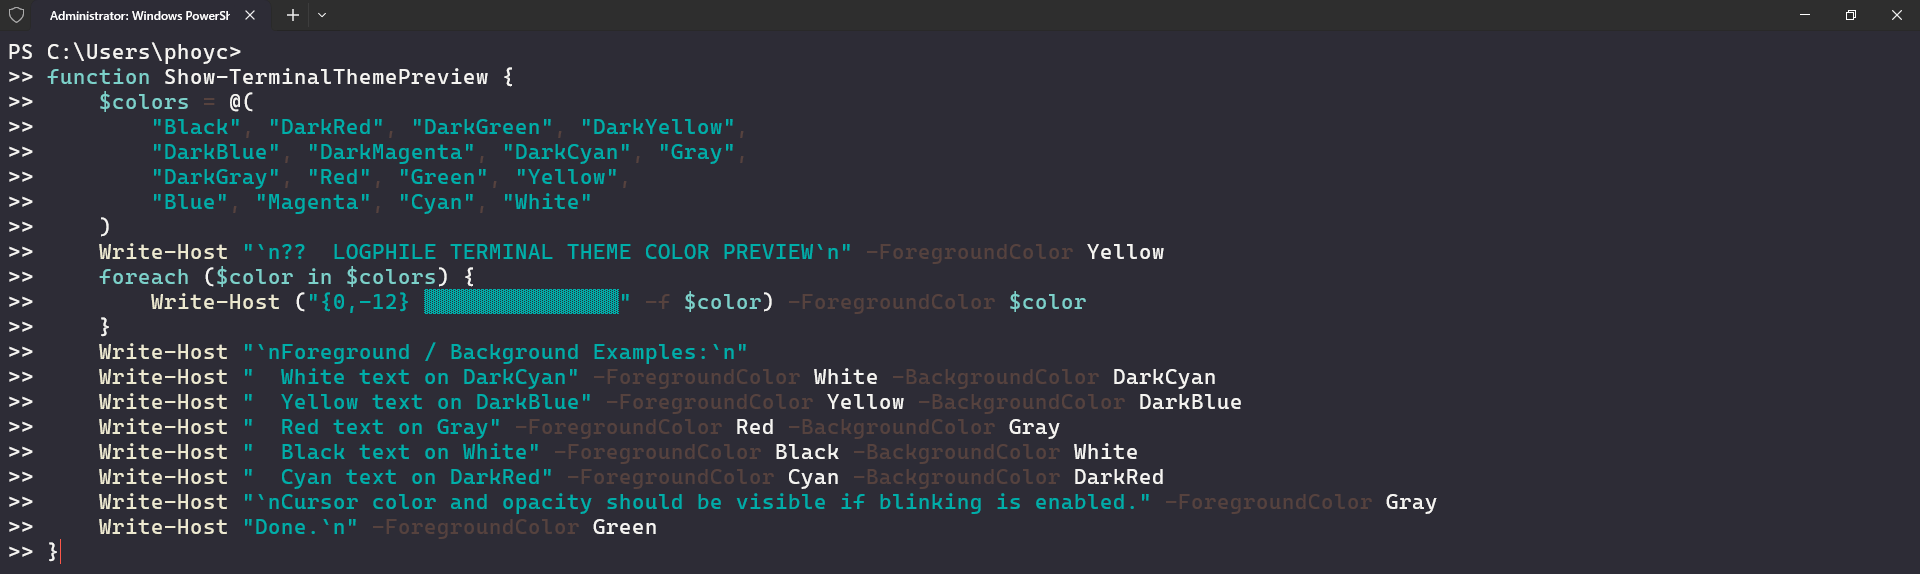 Administrator: Windows PowerSh
PS C:\Users\phoyc>
>> function Show-TerminalThemePreview {
>>     $colors = @(
>>         "Black", "DarkRed", "DarkGreen", "DarkYellow",
>>         "DarkBlue", "DarkMagenta", "DarkCyan", "Gray",
>>         "DarkGray", "Red", "Green", "Yellow",
>>         "Blue", "Magenta", "Cyan", "White"
>>     )
>>     Write-Host "`n??  LOGPHILE TERMINAL THEME COLOR PREVIEW`n" -ForegroundColor Yellow
>>     foreach ($color in $colors) {
>>         Write-Host ("{0,-12} ▒▒▒▒▒▒▒▒▒▒▒▒▒▒▒" -f $color) -ForegroundColor $color
>>     }
>>     Write-Host "`nForeground / Background Examples:`n"
>>     Write-Host "  White text on DarkCyan" -ForegroundColor White -BackgroundColor DarkCyan
>>     Write-Host "  Yellow text on DarkBlue" -ForegroundColor Yellow -BackgroundColor DarkBlue
>>     Write-Host "  Red text on Gray" -ForegroundColor Red -BackgroundColor Gray
>>     Write-Host "  Black text on White" -ForegroundColor Black -BackgroundColor White
>>     Write-Host "  Cyan text on DarkRed" -ForegroundColor Cyan -BackgroundColor DarkRed
>>     Write-Host "`nCursor color and opacity should be visible if blinking is enabled." -ForegroundColor Gray
>>     Write-Host "Done.`n" -ForegroundColor Green
>> }